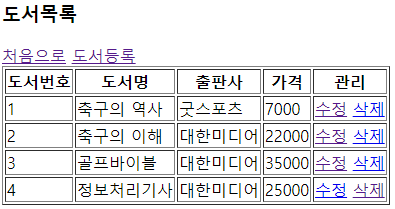 도서목록
처음으로 도서등록
도서번호 도서명 출판사 가격 관리
1 축구의 역사 굿스포츠 7000 수정 삭제
2 축구의 이해 대한미디어 22000 수정 삭제
3 골프바이블 대한미디어 35000 수정 삭제
4 정보처리기사 대한미디어 25000 수정 삭제